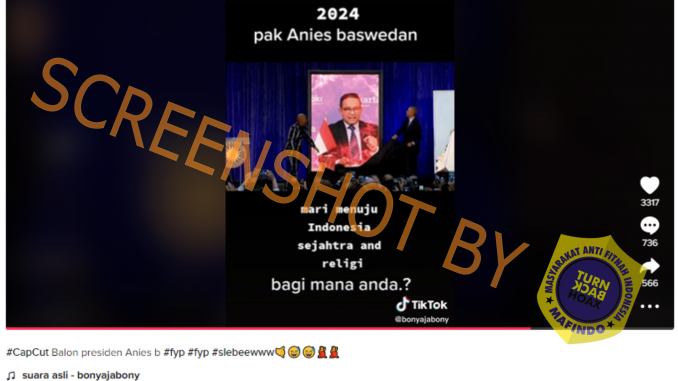 2024
pak Anies baswedan
mari menuju
Indonesia
sejahtra and
religi
bagi mana anda.?
TikTok
@bonyajabony
SCREENSHOT BY
MASYARAKAT ANTI FITNAH INDONESIA
TURN
BACK
HOAX
MAFINDO
3317
736
566
#CapCut Balon presiden Anies b #fyp #fyp #slebeewww🤜😅😅💃💃
suara asli - bonyajabony